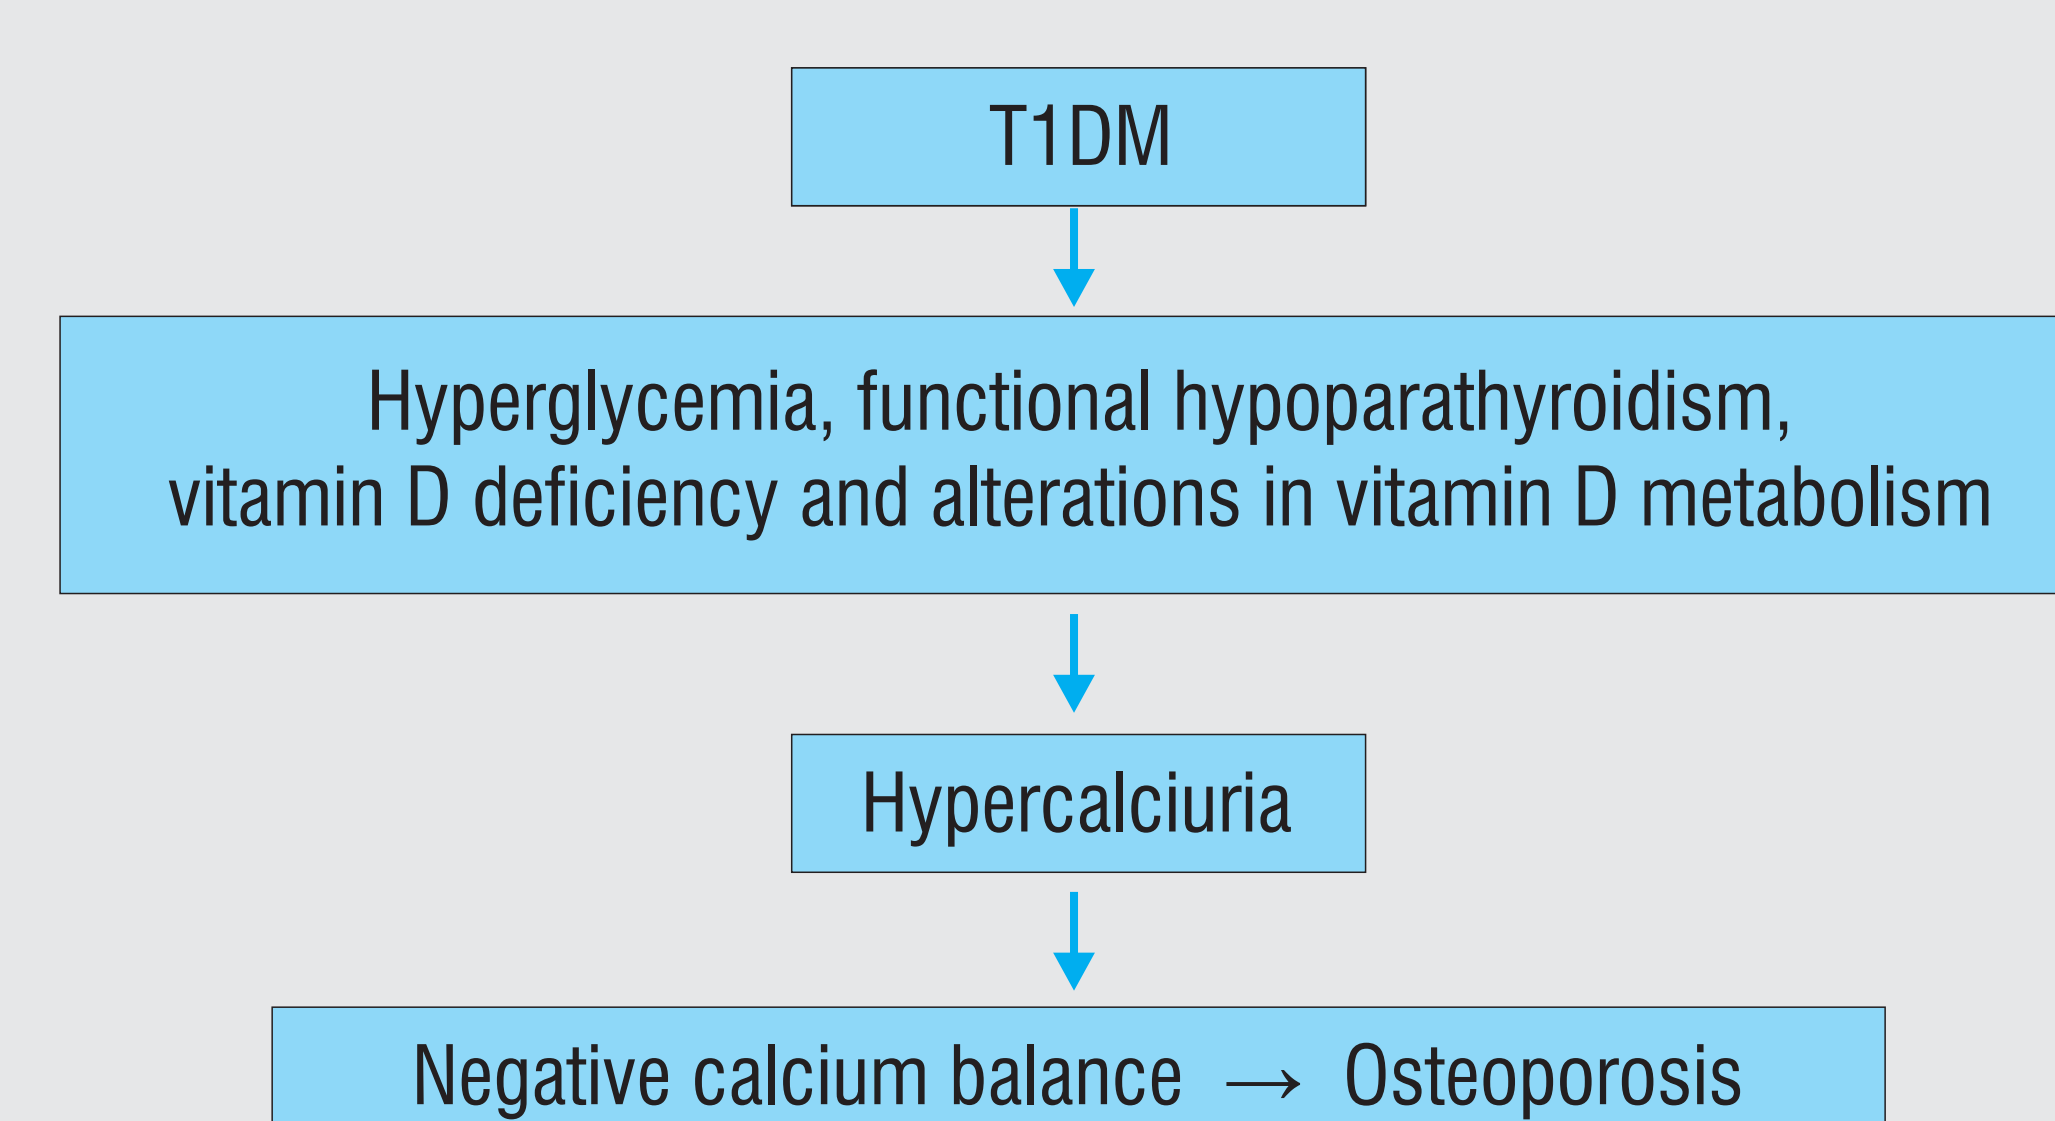 T1DM
Hyperglycemia, functional hypoparathyroidism,
vitamin D deficiency and alterations in vitamin D metabolism
Hypercalciuria
Negative calcium balance → Osteoporosis